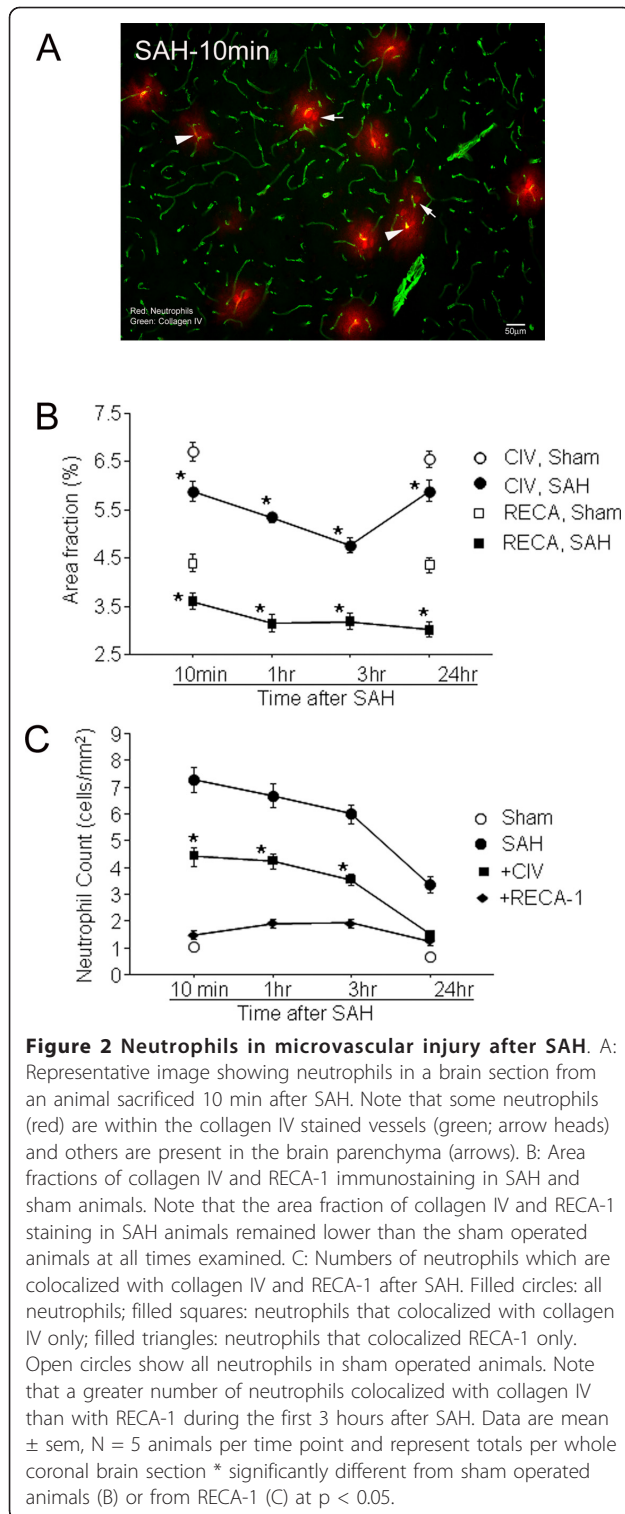 A
SAH-10min
Red: Neutrophils
Green: Collagen IV
50µm
B
Area fraction (%)
7.5
6.5
5.5
4.5
3.5
2.5
* * * *
* * * *
CIV, Sham
CIV, SAH
RECA, Sham
RECA, SAH
10min 1hr 3hr 24hr
Time after SAH
C
Neutrophil Count (cells/mm²)
9
8
7
6
5
4
3
2
1
0
* * *
Sham
SAH
+CIV
+RECA-1
10 min 1hr 3hr 24hr
Time after SAH
Figure 2 Neutrophils in microvascular injury after SAH. A:
Representative image showing neutrophils in a brain section from
an animal sacrificed 10 min after SAH. Note that some neutrophils
(red) are within the collagen IV stained vessels (green; arrow heads)
and others are present in the brain parenchyma (arrows). B: Area
fractions of collagen IV and RECA-1 immunostaining in SAH and
sham animals. Note that the area fraction of collagen IV and RECA-1
staining in SAH animals remained lower than the sham operated
animals at all times examined. C: Numbers of neutrophils which are
colocalized with collagen IV and RECA-1 after SAH. Filled circles: all
neutrophils; filled squares: neutrophils that colocalized with collagen
IV only; filled triangles: neutrophils that colocalized RECA-1 only.
Open circles show all neutrophils in sham operated animals. Note
that a greater number of neutrophils colocalized with collagen IV
than with RECA-1 during the first 3 hours after SAH. Data are mean
± sem, N = 5 animals per time point and represent totals per whole
coronal brain section * significantly different from sham operated
animals (B) or from RECA-1 (C) at p < 0.05.